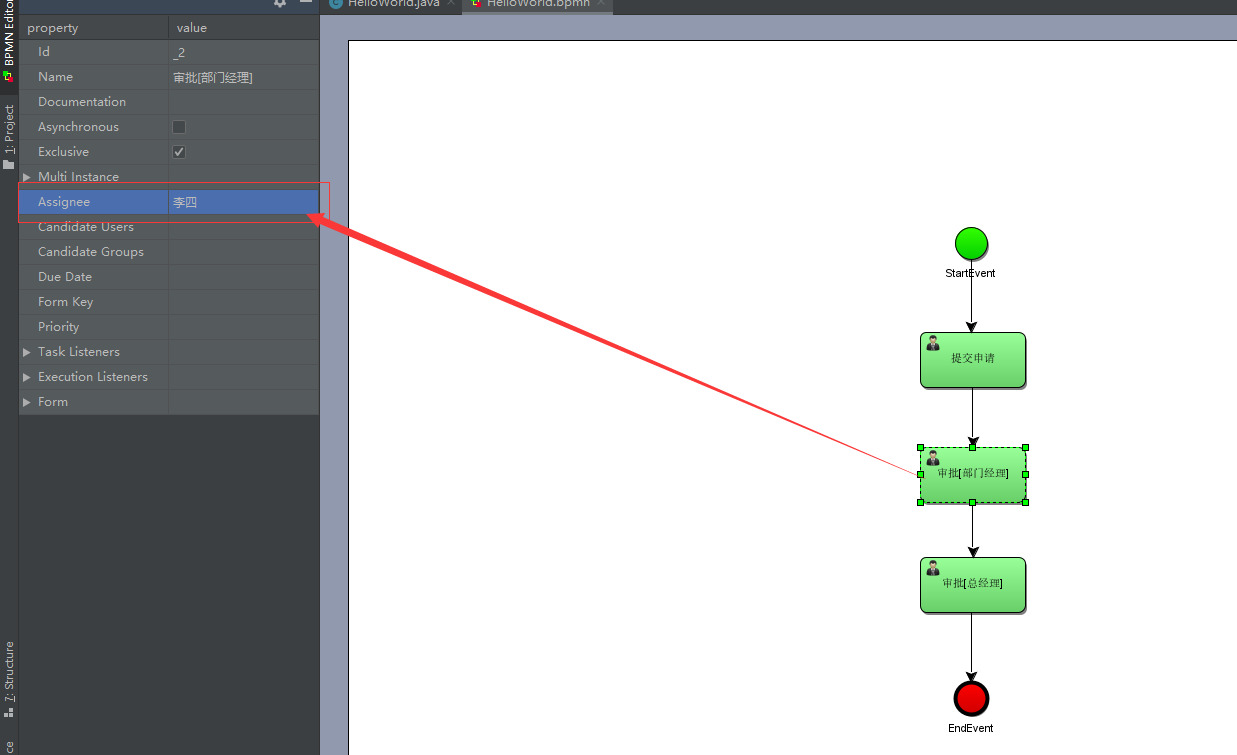 HelloWorld.java
HelloWorld.bpmn
BPMN Editor
1: Project
7: Structure
property value
Id _2
Name 审批[部门经理]
Documentation
Asynchronous
Exclusive
Multi Instance
Assignee 李四
Candidate Users
Candidate Groups
Due Date
Form Key
Priority
Task Listeners
Execution Listeners
Form
StartEvent
提交申请
审批[部门经理]
审批[总经理]
EndEvent